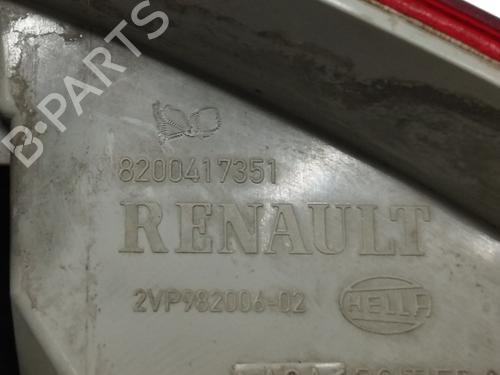 B-PARTS
8200417351
RENAULT
2VP982006-02
HELLA